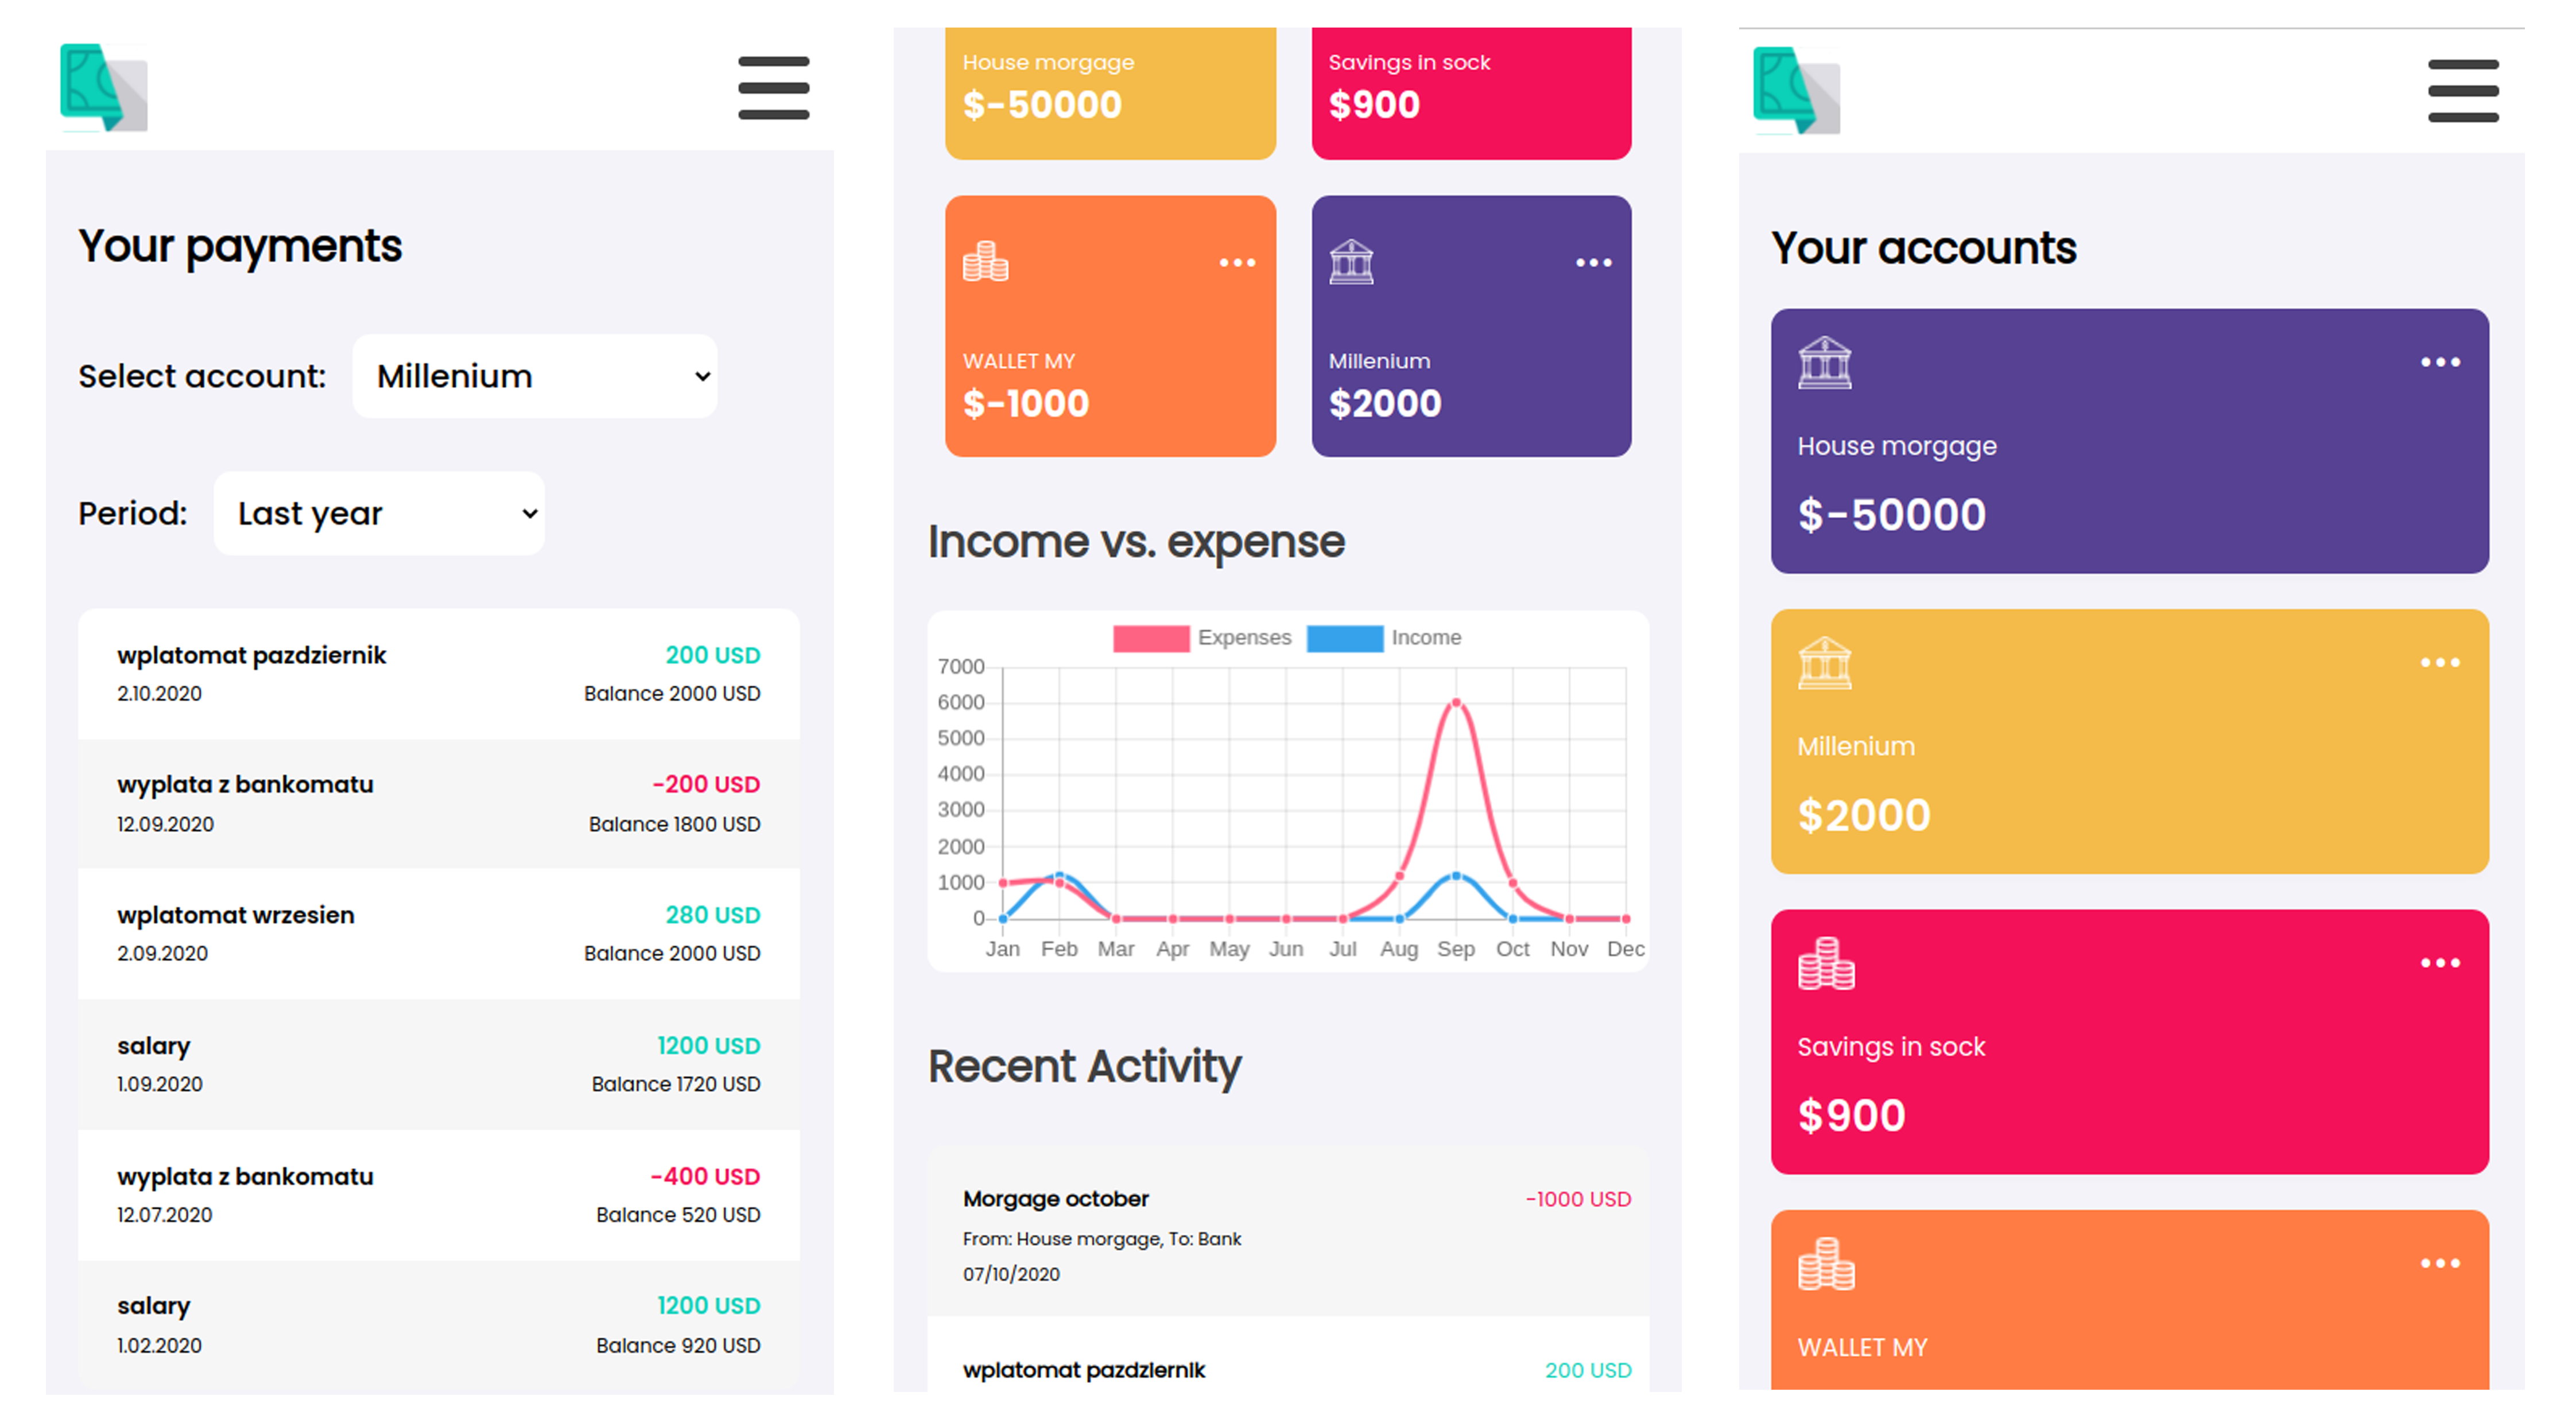 Your payments
Select account: Millenium
Period: Last year
wplatomat pazdziernik 200 USD
2.10.2020 Balance 2000 USD
wyplata z bankomatu -200 USD
12.09.2020 Balance 1800 USD
wplatomat wrzesien 280 USD
2.09.2020 Balance 2000 USD
salary 1200 USD
1.09.2020 Balance 1720 USD
wyplata z bankomatu -400 USD
12.07.2020 Balance 520 USD
salary 1200 USD
1.02.2020 Balance 920 USD
House morgage Savings in sock
$-50000 $900
WALLET MY Millenium
$-1000 $2000
Income vs. expense
Expenses Income
7000
6000
5000
4000
3000
2000
1000
0
Jan Feb Mar Apr May Jun Jul Aug Sep Oct Nov Dec
Recent Activity
Morgage october -1000 USD
From: House morgage, To: Bank
07/10/2020
wplatomat pazdziernik 200 USD
Your accounts
House morgage
$-50000
Millenium
$2000
Savings in sock
$900
WALLET MY